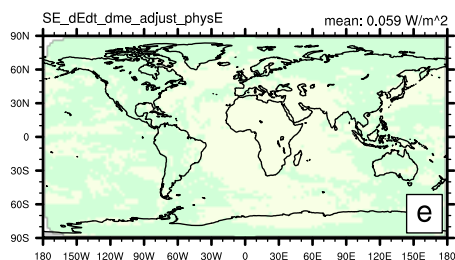 SE_dEdt_dme_adjust_physE mean: 0.059 W/m^2
90N
60N
30N
0
30S
60S
90S
e
180 150W 120W 90W 60W 30W 0 30E 60E 90E 120E 150E 180